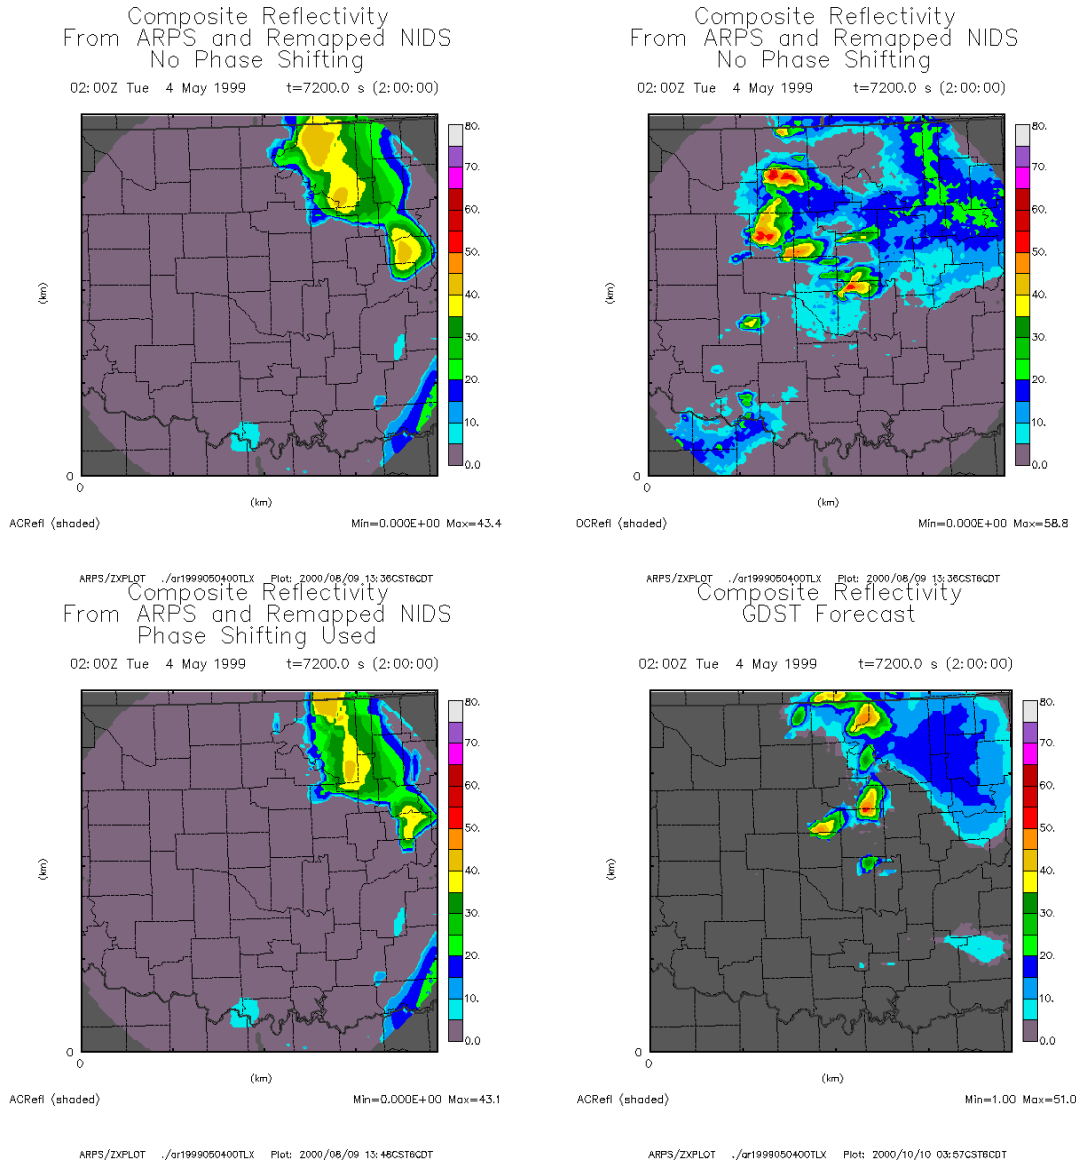 Composite Reflectivity
From ARPS and Remapped NIDS
No Phase Shifting
02:00Z Tue 4 May 1999 t=7200.0 s (2:00:00)
80.
70.
60.
50.
40.
30.
20.
10.
0.0
(km)
0
0
(km)
ACRefl (shaded) Min=0.000E+00 Max=43.4
ARPS/ZXPLOT ./ar1999050400TLX Plot: 2000/08/09 13:36CST6CDT
Composite Reflectivity
From ARPS and Remapped NIDS
No Phase Shifting
02:00Z Tue 4 May 1999 t=7200.0 s (2:00:00)
80.
70.
60.
50.
40.
30.
20.
10.
0.0
(km)
0
0
(km)
OCRefl (shaded) Min=0.000E+00 Max=58.8
ARPS/ZXPLOT ./ar1999050400TLX Plot: 2000/08/09 13:36CST6CDT
Composite Reflectivity
From ARPS and Remapped NIDS
Phase Shifting Used
02:00Z Tue 4 May 1999 t=7200.0 s (2:00:00)
80.
70.
60.
50.
40.
30.
20.
10.
0.0
(km)
0
0
(km)
ACRefl (shaded) Min=0.000E+00 Max=43.1
ARPS/ZXPLOT ./ar1999050400TLX Plot: 2000/08/09 13:48CST6CDT
Composite Reflectivity
GDST Forecast
02:00Z Tue 4 May 1999 t=7200.0 s (2:00:00)
80.
70.
60.
50.
40.
30.
20.
10.
0.0
(km)
0
0
(km)
ACRefl (shaded) Min=1.00 Max=51.0
ARPS/ZXPLOT ./ar1999050400TLX Plot: 2000/10/10 03:57CST6CDT